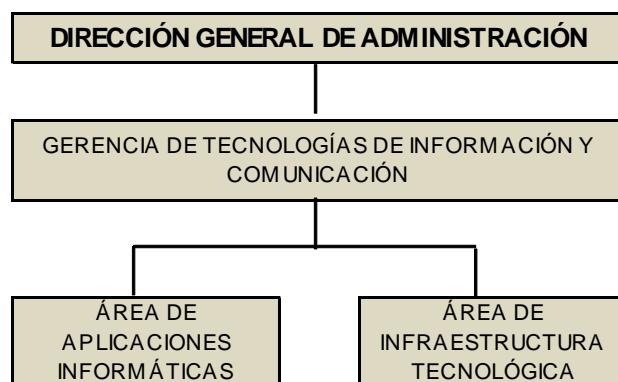 DIRECCIÓN GENERAL DE ADMINISTRACIÓN
GERENCIA DE TECNOLOGÍAS DE INFORMACIÓN Y
COMUNICACIÓN
ÁREA DE
APLICACIONES
INFORMÁTICAS
ÁREA DE
INFRAESTRUCTURA
TECNOLÓGICA